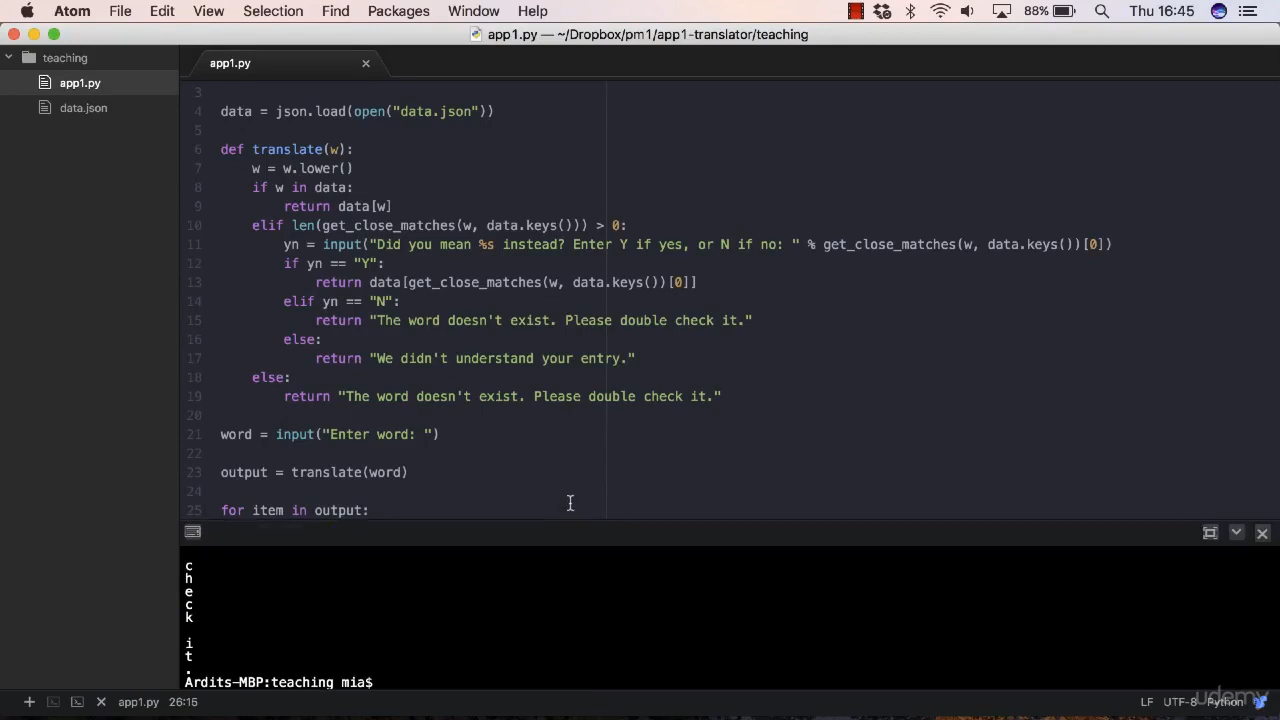 Atom File Edit View Selection Find Packages Window Help 88% Thu 16:45
app1.py — ~/Dropbox/pm1/app1-translator/teaching
teaching
app1.py
data.json
app1.py
3
4 data = json.load(open("data.json"))
5
6 def translate(w):
7 w = w.lower()
8 if w in data:
9 return data[w]
10 elif len(get_close_matches(w, data.keys())) > 0:
11 yn = input("Did you mean %s instead? Enter Y if yes, or N if no: " % get_close_matches(w, data.keys())[0])
12 if yn == "Y":
13 return data[get_close_matches(w, data.keys())[0]]
14 elif yn == "N":
15 return "The word doesn't exist. Please double check it."
16 else:
17 return "We didn't understand your entry."
18 else:
19 return "The word doesn't exist. Please double check it."
20
21 word = input("Enter word: ")
22
23 output = translate(word)
24
25 for item in output:
c
h
e
c
k
i
t
.
Ardits-MBP:teaching mia$
app1.py 26:15 LF UTF-8 Python
udemy